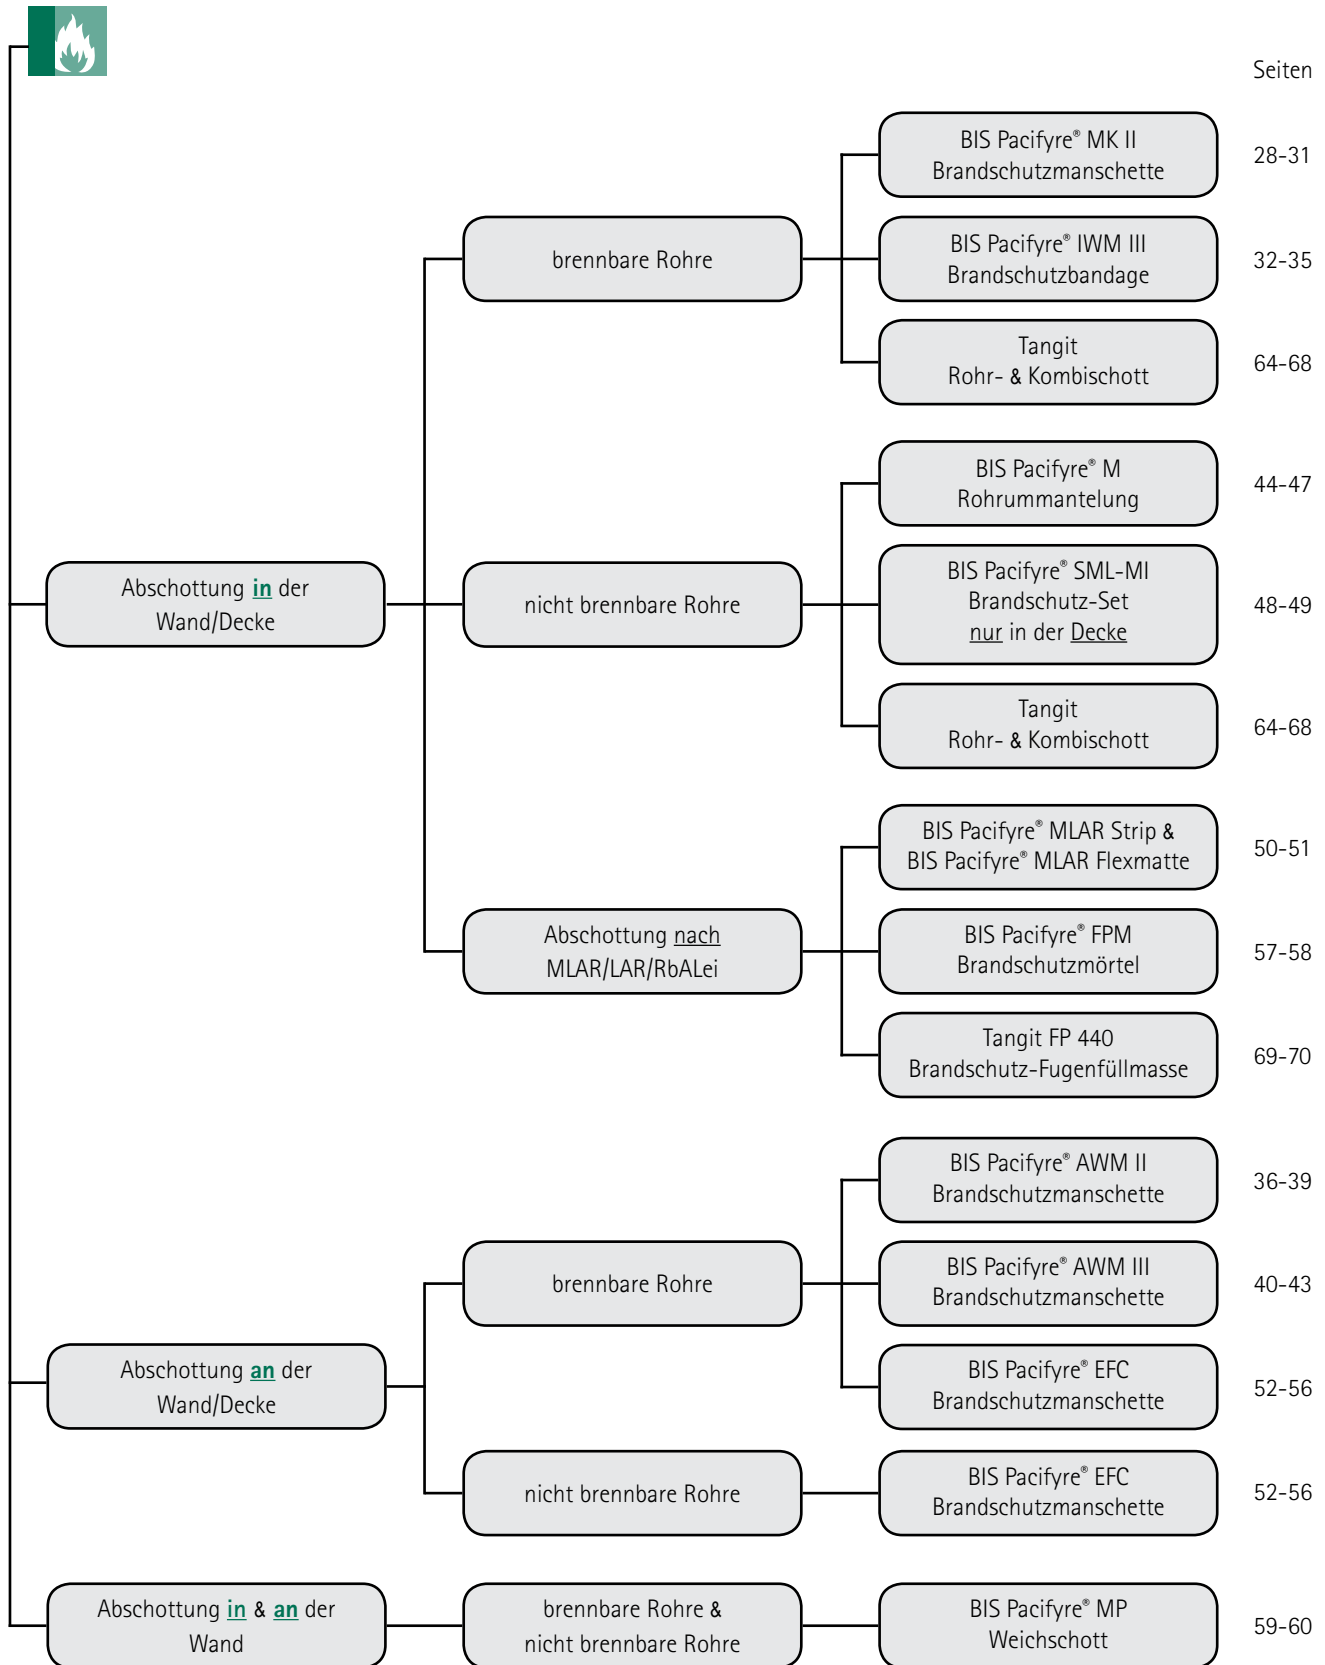 Seiten
BIS Pacifyre® MK II
Brandschutzmanschette
28-31
brennbare Rohre
BIS Pacifyre® IWM III
Brandschutzbandage
32-35
Tangit
Rohr- & Kombischott
64-68
BIS Pacifyre® M
Rohrummantelung
44-47
Abschottung in der
Wand/Decke
nicht brennbare Rohre
BIS Pacifyre® SML-MI
Brandschutz-Set
nur in der Decke
48-49
Tangit
Rohr- & Kombischott
64-68
BIS Pacifyre® MLAR Strip &
BIS Pacifyre® MLAR Flexmatte
50-51
Abschottung nach
MLAR/LAR/RbALei
BIS Pacifyre® FPM
Brandschutzmörtel
57-58
Tangit FP 440
Brandschutz-Fugenfüllmasse
69-70
BIS Pacifyre® AWM II
Brandschutzmanschette
36-39
brennbare Rohre
BIS Pacifyre® AWM III
Brandschutzmanschette
40-43
Abschottung an der
Wand/Decke
BIS Pacifyre® EFC
Brandschutzmanschette
52-56
nicht brennbare Rohre
BIS Pacifyre® EFC
Brandschutzmanschette
52-56
Abschottung in & an der
Wand
brennbare Rohre &
nicht brennbare Rohre
BIS Pacifyre® MP
Weichschott
59-60